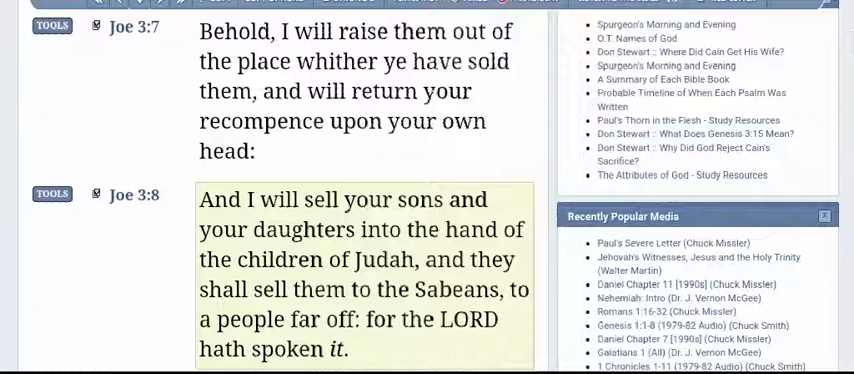 TOOLS
Joe 3:7
Behold, I will raise them out of
the place whither ye have sold
them, and will return your
recompence upon your own
head:
TOOLS
Joe 3:8
And I will sell your sons and
your daughters into the hand of
the children of Judah, and they
shall sell them to the Sabeans, to
a people far off: for the LORD
hath spoken it.
Spurgeon's Morning and Evening
O.T. Names of God
Don Stewart :: Where Did Cain Get His Wife?
Spurgeon's Morning and Evening
A Summary of Each Bible Book
Probable Timeline of When Each Psalm Was
Written
Paul's Thorn in the Flesh - Study Resources
Don Stewart :: What Does Genesis 3:15 Mean?
Don Stewart :: Why Did God Reject Cain's
Sacrifice?
The Attributes of God - Study Resources
Recently Popular Media
Paul's Severe Letter (Chuck Missler)
Jehovah's Witnesses, Jesus and the Holy Trinity
(Walter Martin)
Daniel Chapter 11 [1990s] (Chuck Missler)
Nehemiah: Intro (Dr. J. Vernon McGee)
Romans 1:16-32 (Chuck Missler)
Genesis 1:1-8 (1979-82 Audio) (Chuck Smith)
Daniel Chapter 7 [1990s] (Chuck Missler)
Galatians 1 (All) (Dr. J. Vernon McGee)
1 Chronicles 1-11 (1979-82 Audio) (Chuck Smith)